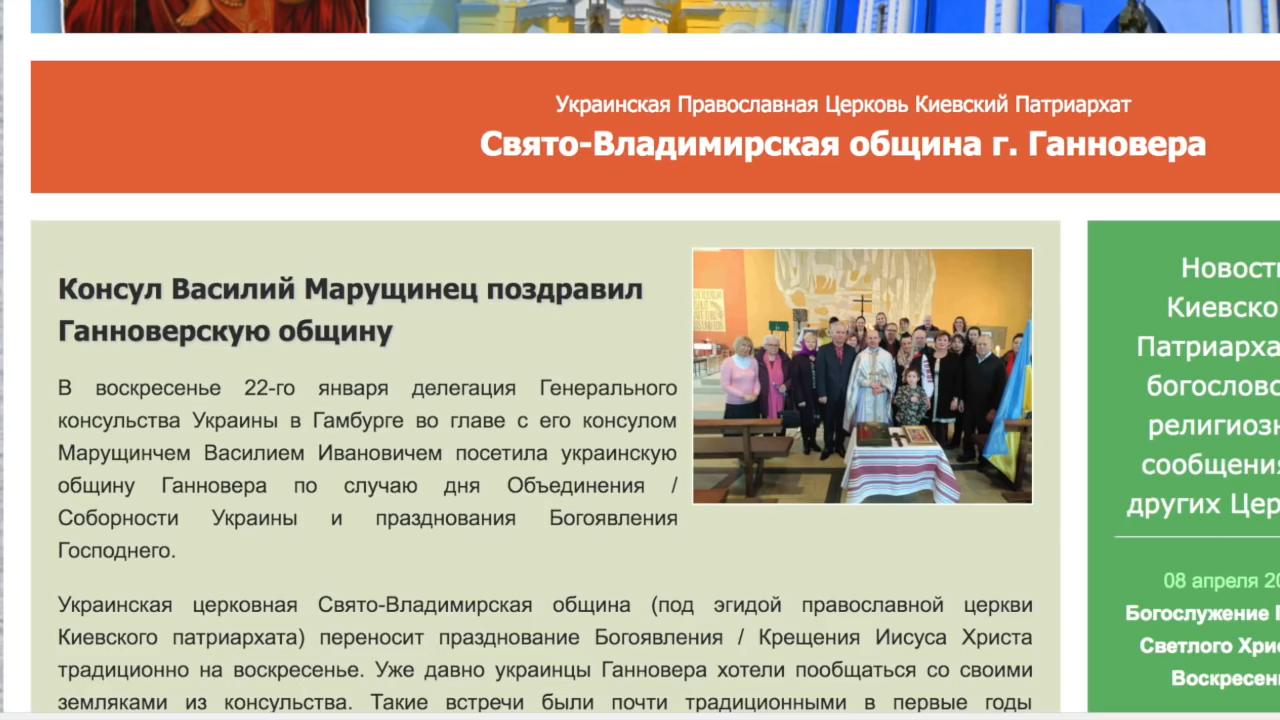 Украинская Православная Церковь Киевский Патриархат
Свято-Владимирская община г. Ганновера
Консул Василий Марущинец поздравил
Ганноверскую общину
В воскресенье 22-го января делегация Генерального
консульства Украины в Гамбурге во главе с его консулом
Марущинчем Василием Ивановичем посетила украинскую
общину Ганновера по случаю дня Объединения /
Соборности Украины и празднования Богоявления
Господнего.
Украинская церковная Свято-Владимирская община (под эгидой православной церкви
Киевского патриархата) переносит празднование Богоявления / Крещения Иисуса Христа
традиционно на воскресенье. Уже давно украинцы Ганновера хотели пообщаться со своими
земляками из консульства. Такие встречи были почти традиционными в первые годы
Новост
Киевско
Патриарха
богословс
религиозн
сообщения
других Цер
08 апреля 20
Богослужение
Светлого Хрис
Воскресен